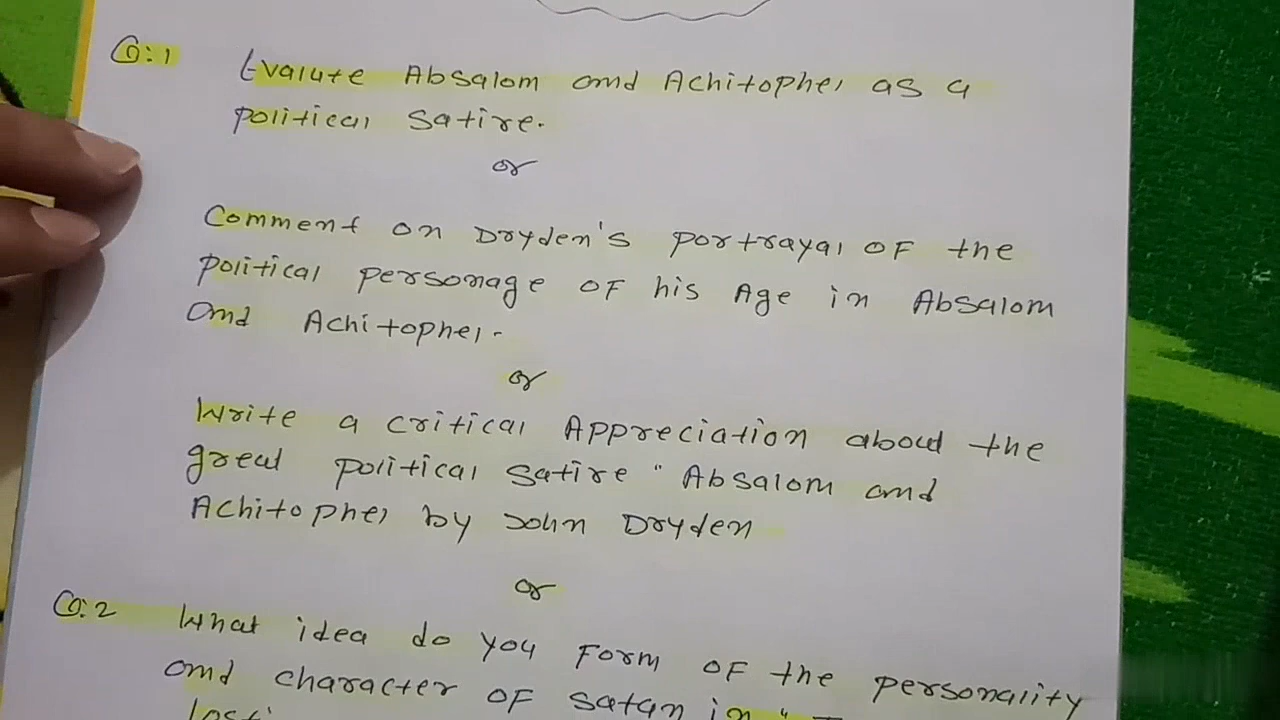 Q:1 Evalute Absalom and Achitophel as a
political satire.
or
Comment on Dryden's portrayal of the
political personage of his Age in Absalom
and Achitophel.
or
Write a critical Appreciation about the
great political satire " Absalom and
Achitophel by John Dryden
or
Q:2 What idea do you form of the personality
and character of Satan in "
lost'